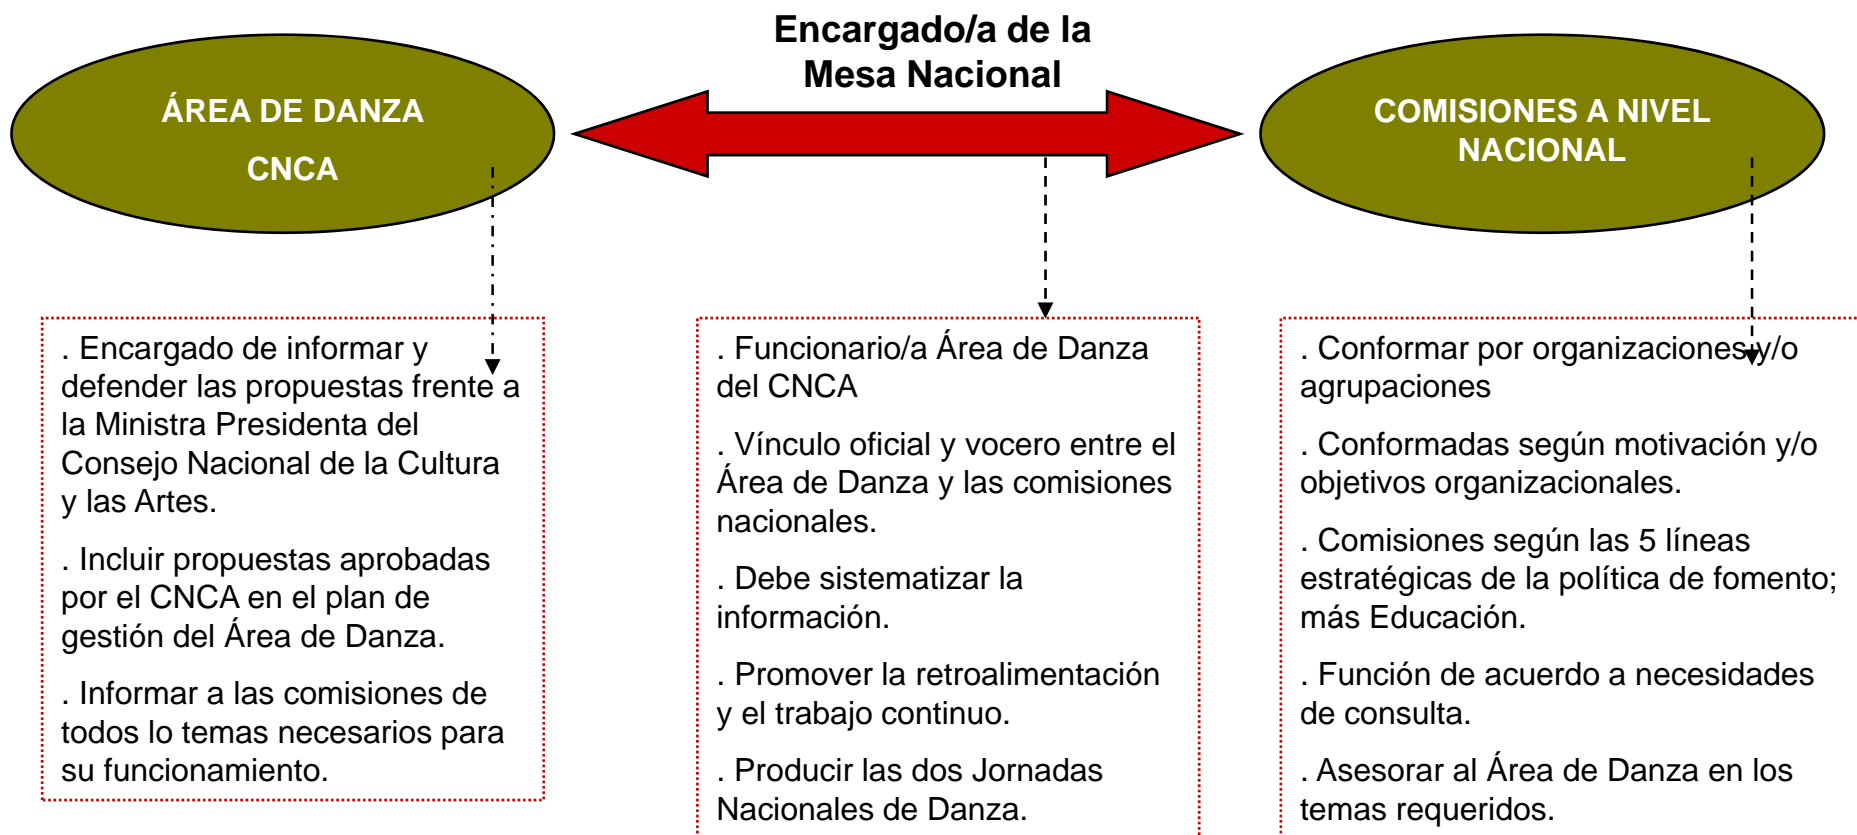 Encargado/a de la
Mesa Nacional
ÁREA DE DANZA
CNCA
COMISIONES A NIVEL
NACIONAL
. Encargado de informar y
defender las propuestas frente a
la Ministra Presidenta del
Consejo Nacional de la Cultura
y las Artes.
. Incluir propuestas aprobadas
por el CNCA en el plan de
gestión del Área de Danza.
. Informar a las comisiones de
todos lo temas necesarios para
su funcionamiento.
. Funcionario/a Área de Danza
del CNCA
. Vínculo oficial y vocero entre el
Área de Danza y las comisiones
nacionales.
. Debe sistematizar la
información.
. Promover la retroalimentación
y el trabajo continuo.
. Producir las dos Jornadas
Nacionales de Danza.
. Conformar por organizaciones y/o
agrupaciones
. Conformadas según motivación y/o
objetivos organizacionales.
. Comisiones según las 5 líneas
estratégicas de la política de fomento;
más Educación.
. Función de acuerdo a necesidades
de consulta.
. Asesorar al Área de Danza en los
temas requeridos.